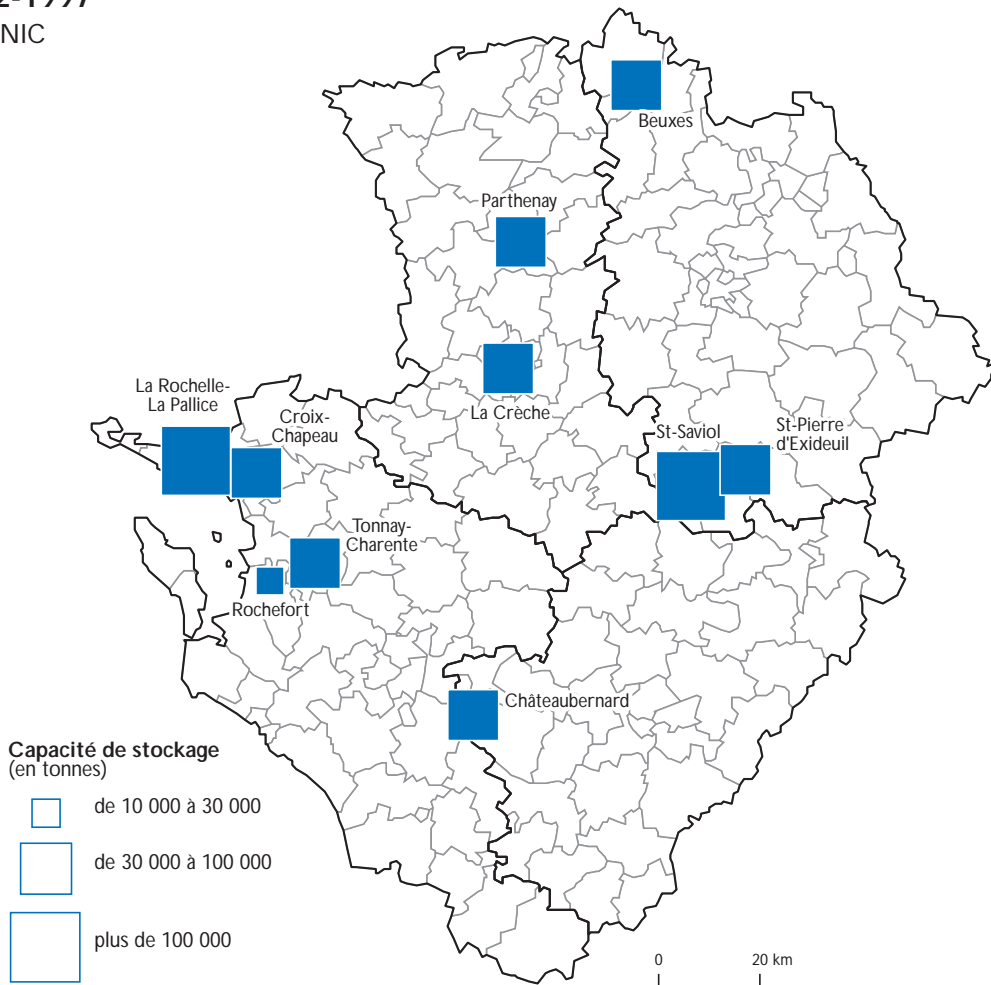 NIC
Beuxes
Parthenay
La Crèche
La Rochelle-
La Pallice
Croix-
Chapeau
St-Saviol
St-Pierre
d'Exideuil
Tonnay-
Charente
Rochefort
Châteaubernard
Capacité de stockage
(en tonnes)
de 10 000 à 30 000
de 30 000 à 100 000
plus de 100 000
0
20 km